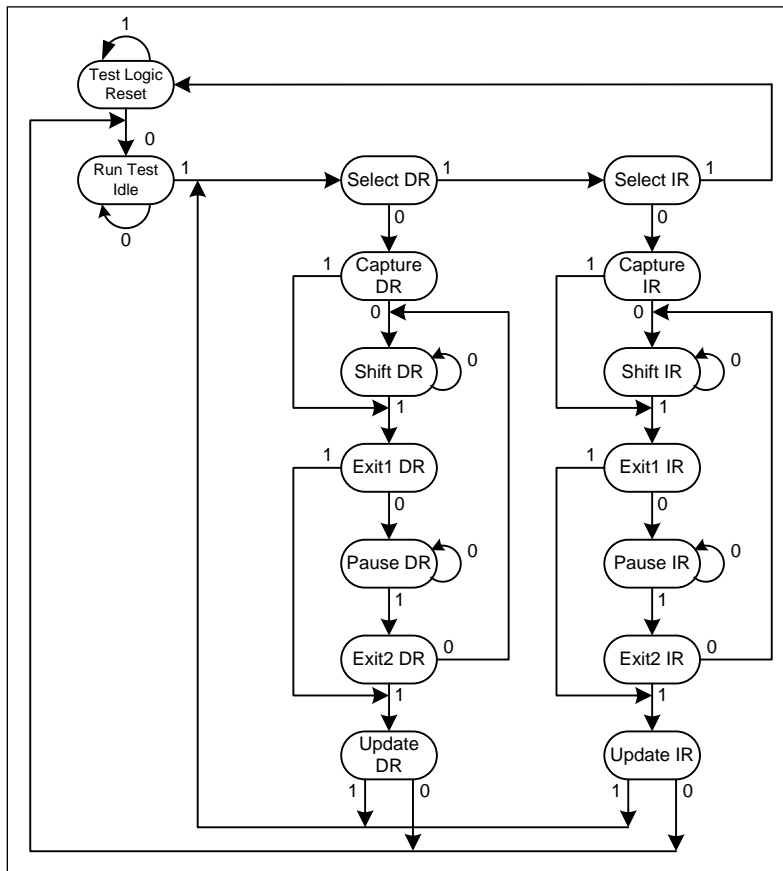 1
Test Logic
Reset
0
Run Test
Idle
1
0
Select DR
1
Select IR
1
0
0
1
Capture
DR
0
1
Capture
IR
0
Shift DR
0
1
Shift IR
0
1
1
Exit1 DR
0
1
Exit1 IR
0
Pause DR
0
1
Pause IR
0
1
Exit2 DR
0
1
Exit2 IR
0
1
Update
DR
1
0
Update IR
1
0